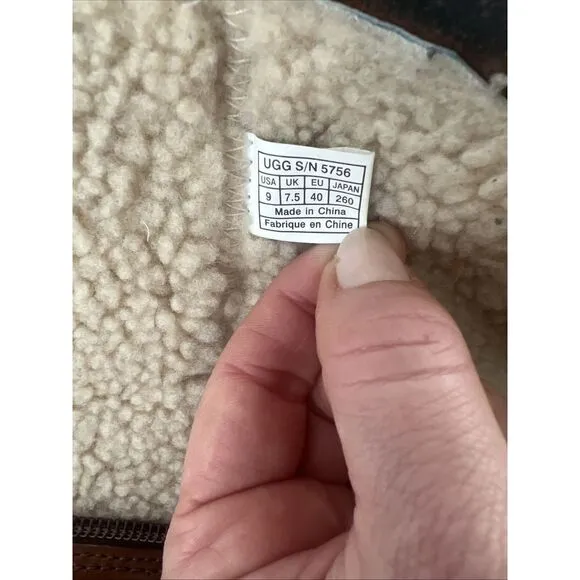 UGG S/N 5756
USA UK EU JAPAN
9 7.5 40 260
Made in China
Fabrique en Chine